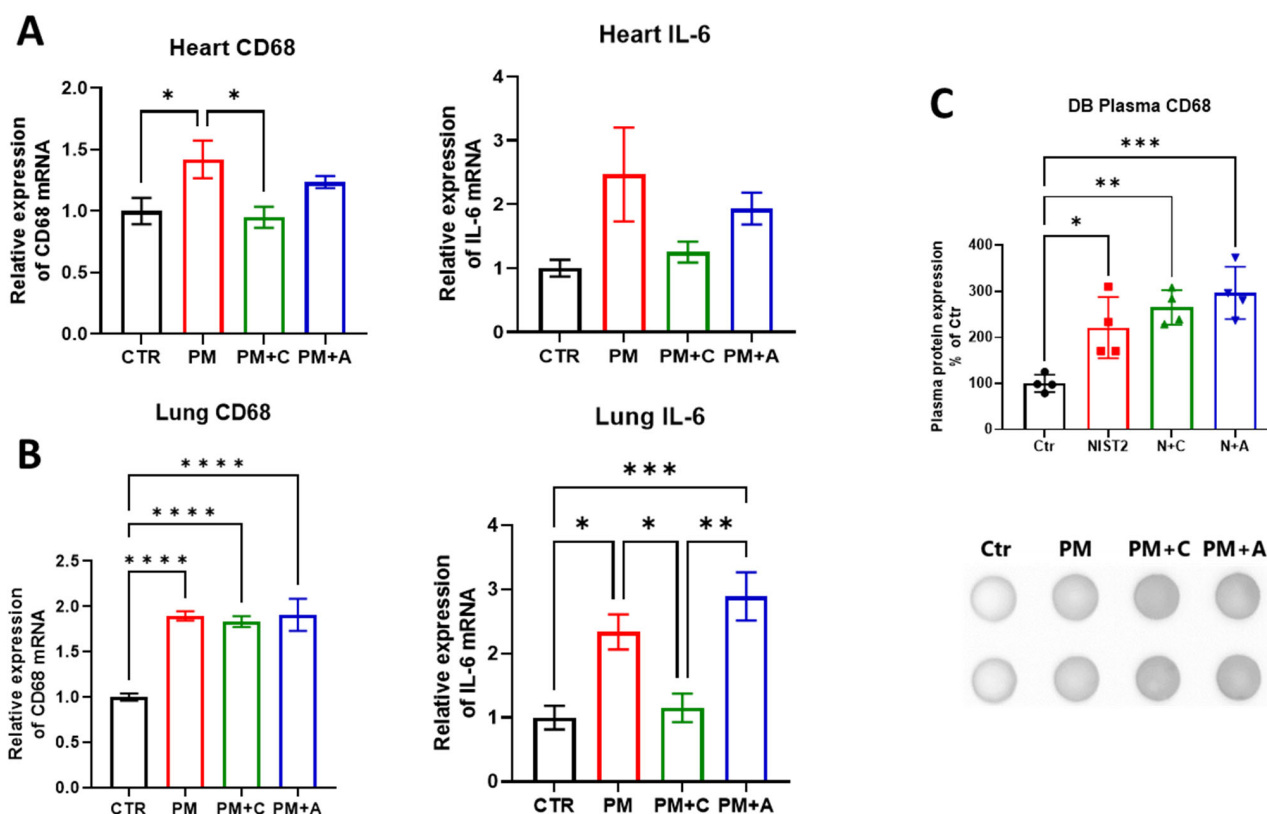 A
Heart CD68
Relative expression
of CD68 mRNA
2.0
1.5
1.0
0.5
0.0
* *
CTR PM PM+C PM+A
Heart IL-6
Relative expression
of IL-6 mRNA
4
3
2
1
0
CTR PM PM+C PM+A
B
Lung CD68
Relative expression
of CD68 mRNA
2.5
2.0
1.5
1.0
0.5
0.0
****
****
****
CTR PM PM+C PM+A
Lung IL-6
Relative expression
of IL-6 mRNA
4
3
2
1
0
***
* * **
CTR PM PM+C PM+A
C
DB Plasma CD68
Plasma protein expression
% of Ctr
400
300
200
100
0
***
**
*
Ctr NIST2 N+C N+A
Ctr PM PM+C PM+A